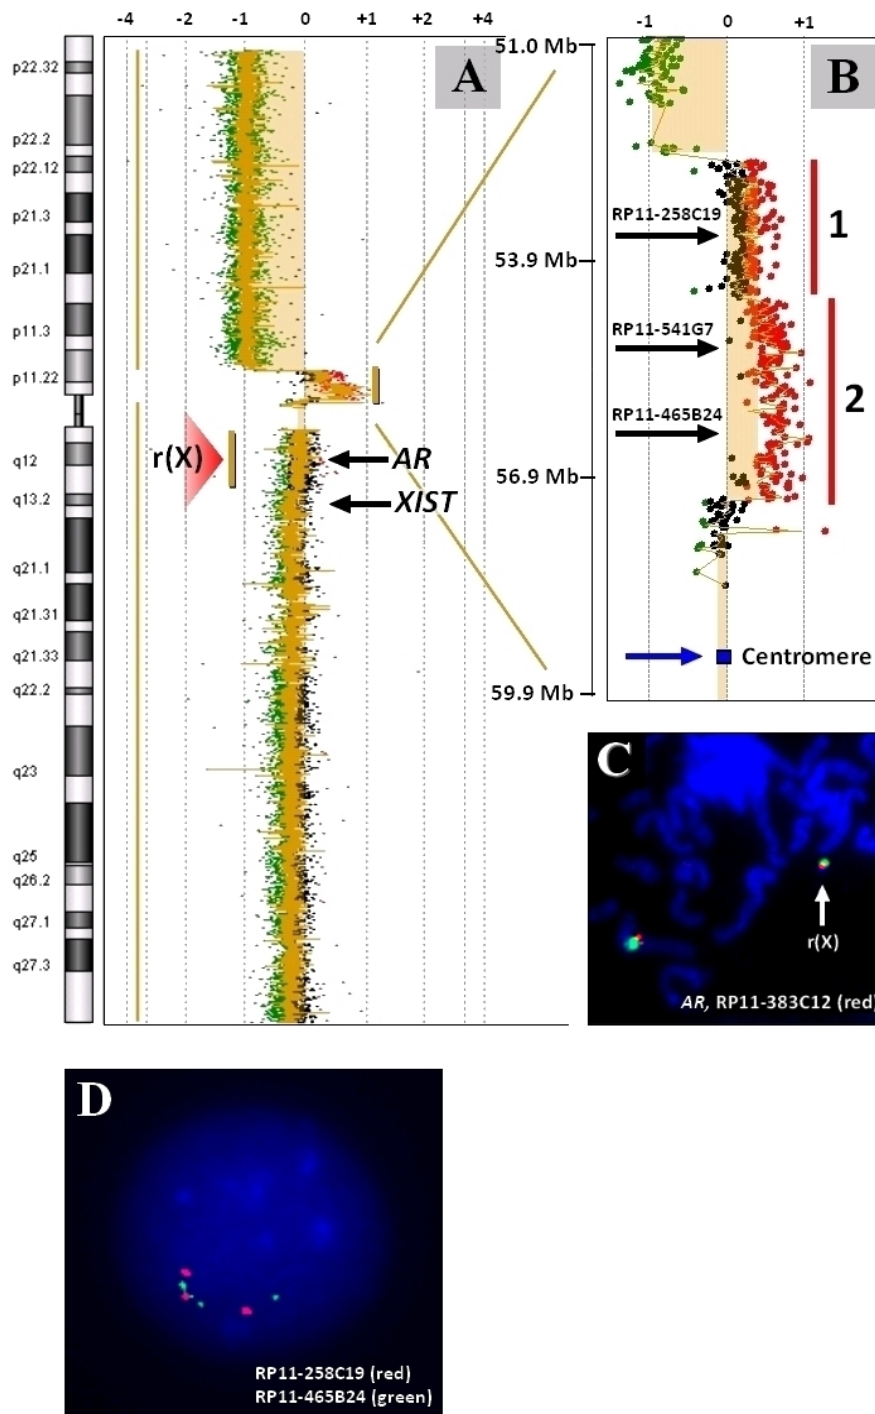 -4 -2 -1 0 +1 +2 +4
A
p22.32
p22.2
p22.12
p21.3
p21.1
p11.3
p11.22
q12
q13.2
q21.1
q21.31
q21.33
q22.2
q23
q25
q26.2
q27.1
q27.3
r(X)
AR
XIST
-1 0 +1
B
51.0 Mb
RP11-258C19
1
53.9 Mb
RP11-541G7
RP11-465B24
2
56.9 Mb
Centromere
59.9 Mb
C
r(X)
AR, RP11-383C12 (red)
D
RP11-258C19 (red)
RP11-465B24 (green)